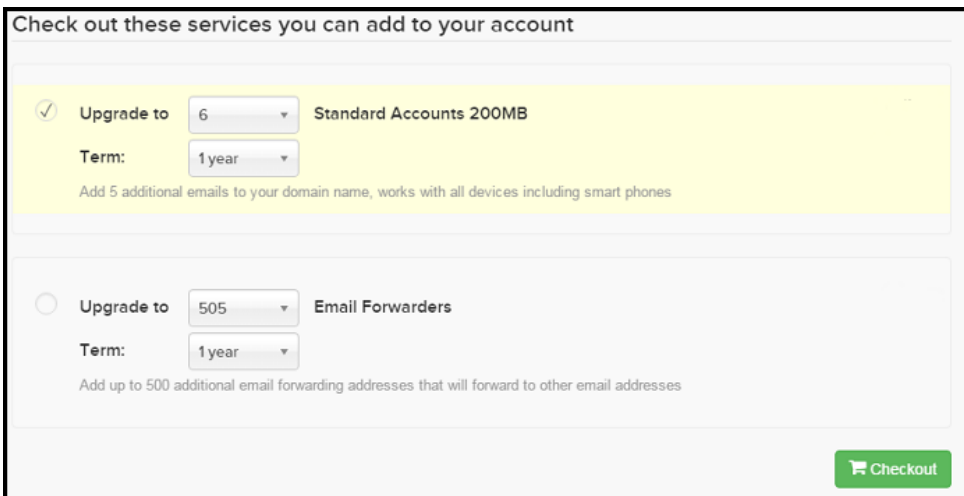 Check out these services you can add to your account
Upgrade to 6 Standard Accounts 200MB
Term: 1 year
Add 5 additional emails to your domain name, works with all devices including smart phones
Upgrade to 505 Email Forwarders
Term: 1 year
Add up to 500 additional email forwarding addresses that will forward to other email addresses
Checkout